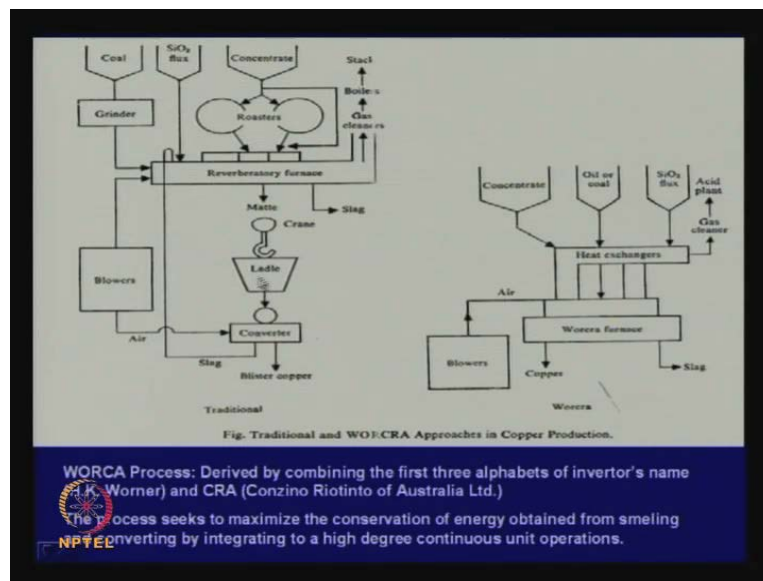 Coal
SiO₂
flux
Concentrate
Stack
Boilers
Gas
cleaners
Grinder
Roasters
Reverberatory furnace
Matte
Slag
Crane
Ladle
Blowers
Air
Converter
Slag
Blister copper
Traditional
Concentrate
Oil or
coal
SiO₂
flux
Acid
plant
Gas
cleaner
Heat exchangers
Air
Worcra furnace
Blowers
Copper
Slag
Worcra
Fig. Traditional and WORCRA Approaches in Copper Production.
WORCA Process: Derived by combining the first three alphabets of invertor's name
H.K. Worner) and CRA (Conzino Riotinto of Australia Ltd.)
The process seeks to maximize the conservation of energy obtained from smeling
and converting by integrating to a high degree continuous unit operations.
NPTEL